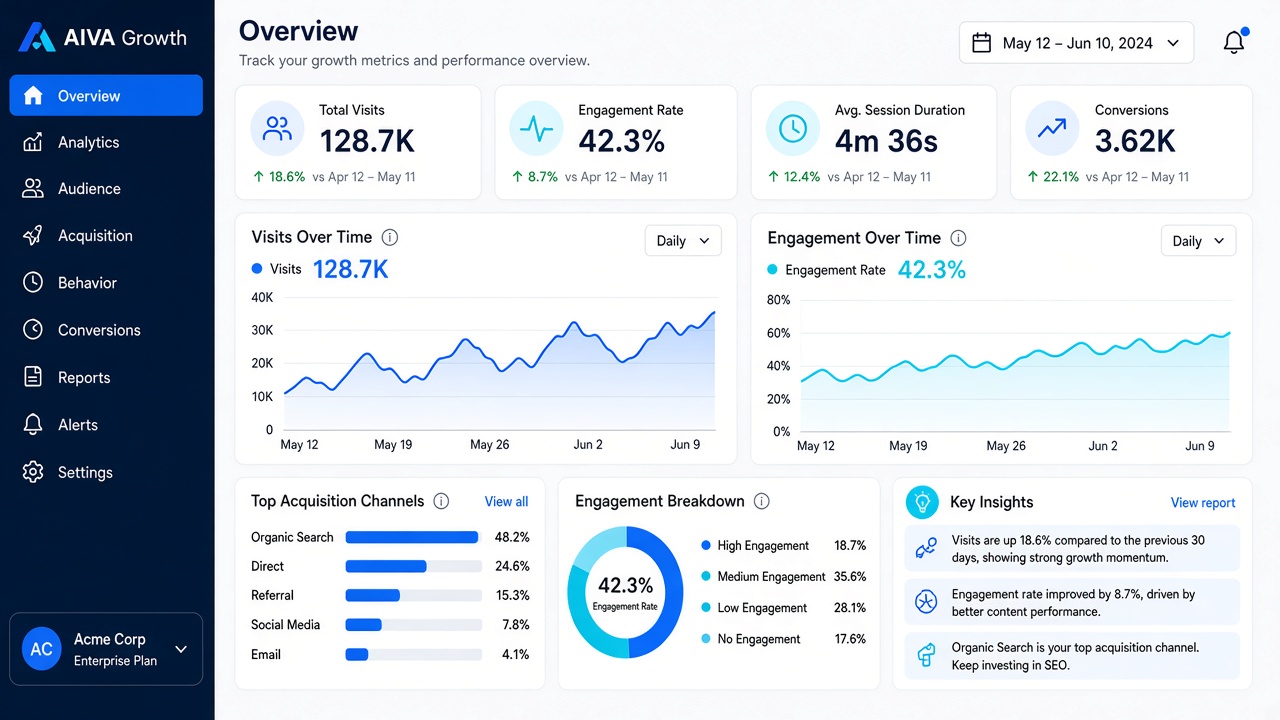 AIVA Growth
Overview
Analytics
Audience
Acquisition
Behavior
Conversions
Reports
Alerts
Settings
AC
Acme Corp
Enterprise Plan
Overview
Track your growth metrics and performance overview.
May 12 – Jun 10, 2024
Total Visits
128.7K
↑ 18.6% vs Apr 12 – May 11
Engagement Rate
42.3%
↑ 8.7% vs Apr 12 – May 11
Avg. Session Duration
4m 36s
↑ 12.4% vs Apr 12 – May 11
Conversions
3.62K
↑ 22.1% vs Apr 12 – May 11
Visits Over Time
Daily
Visits 128.7K
40K
30K
20K
10K
0
May 12 May 19 May 26 Jun 2 Jun 9
Engagement Over Time
Daily
Engagement Rate 42.3%
80%
60%
40%
20%
0%
May 12 May 19 May 26 Jun 2 Jun 9
Top Acquisition Channels
View all
Organic Search 48.2%
Direct 24.6%
Referral 15.3%
Social Media 7.8%
Email 4.1%
Engagement Breakdown
42.3%
Engagement Rate
High Engagement 18.7%
Medium Engagement 35.6%
Low Engagement 28.1%
No Engagement 17.6%
Key Insights
View report
Visits are up 18.6% compared to the previous 30
days, showing strong growth momentum.
Engagement rate improved by 8.7%, driven by
better content performance.
Organic Search is your top acquisition channel.
Keep investing in SEO.